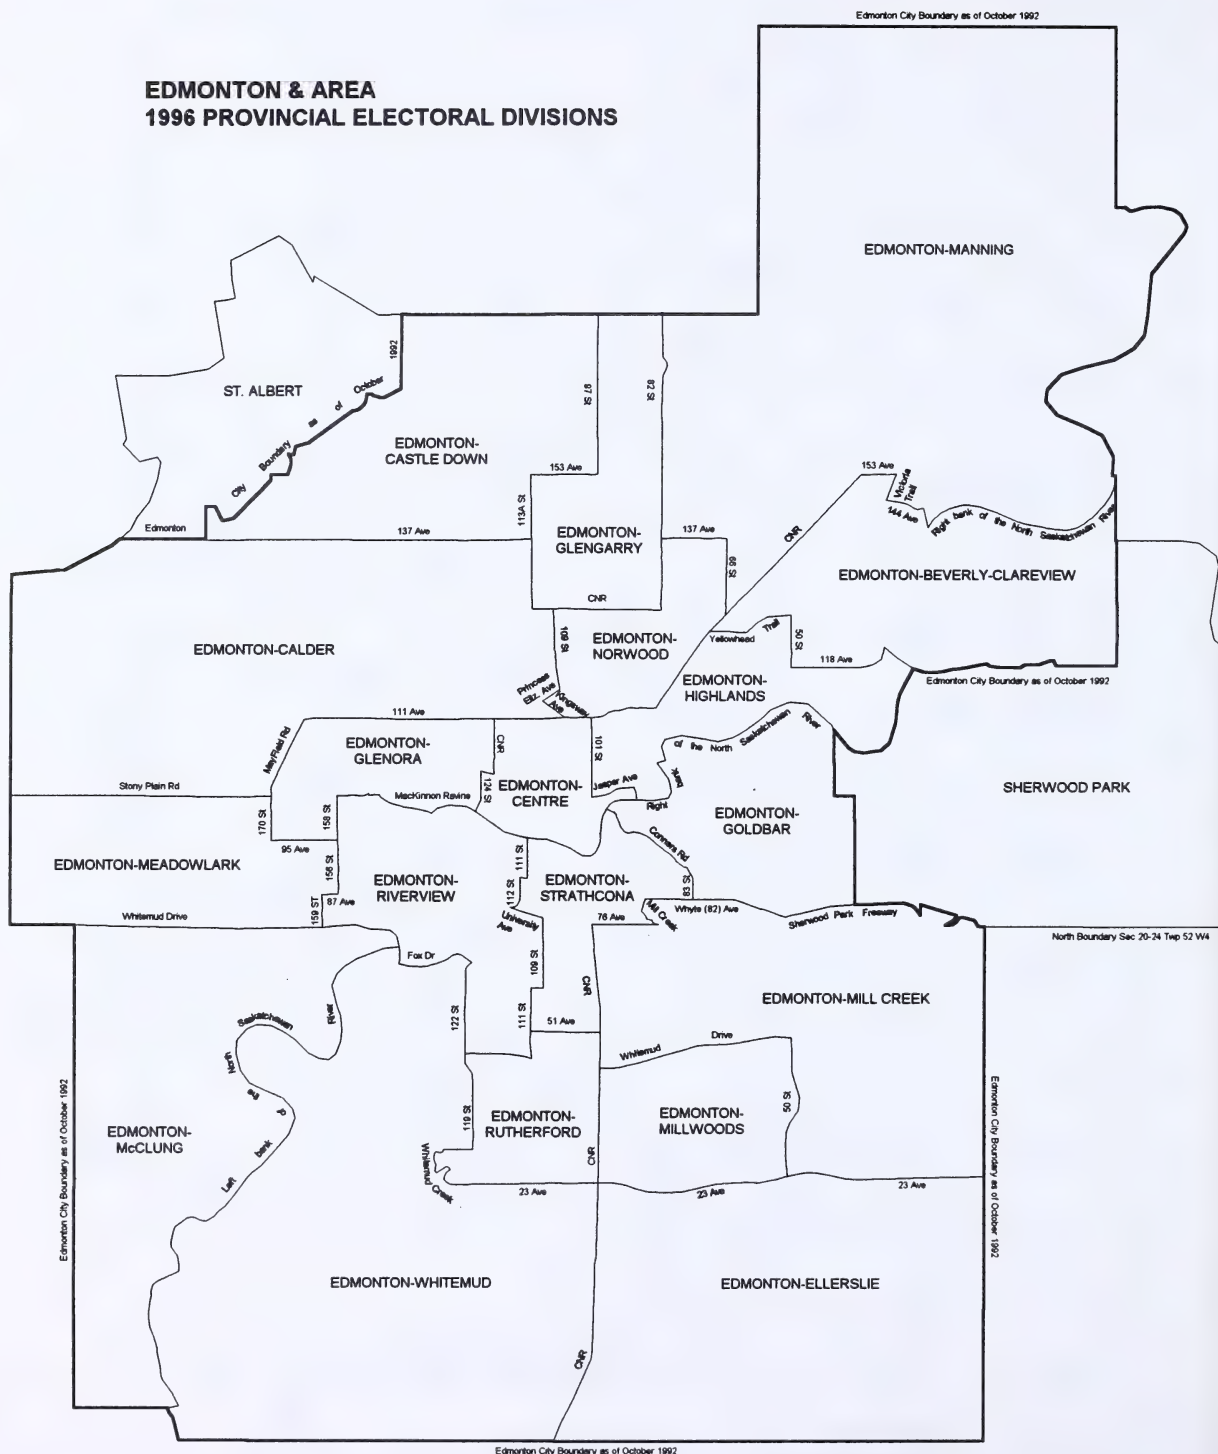 Edmonton City Boundary as of October 1992
EDMONTON & AREA
1996 PROVINCIAL ELECTORAL DIVISIONS
EDMONTON-MANNING
1992
ST. ALBERT
City Boundary as of October
97 St
82 St
EDMONTON-
CASTLE DOWN
153 Ave
153 Ave
Victoria
Trail
113A St
144 Ave
Right bank of the North Saskatchewan River
Edmonton
137 Ave
EDMONTON-
GLENGARRY
137 Ave
CNR
66 St
EDMONTON-BEVERLY-CLAREVIEW
CNR
109 St
EDMONTON-
NORWOOD
Yellowhead Trail
50 St
EDMONTON-CALDER
118 Ave
Princess
Eliz. Ave
Kingsway
Ave
EDMONTON-
HIGHLANDS
Edmonton City Boundary as of October 1992
111 Ave
MayField Rd
CNR
101 St
EDMONTON-
GLENORA
Right bank of the North Saskatchewan River
Stony Plain Rd
MacKinnon Ravine
124 St
EDMONTON-
CENTRE
Jasper Ave
SHERWOOD PARK
170 St
158 St
EDMONTON-
GOLDBAR
95 Ave
Connors Rd
111 St
EDMONTON-MEADOWLARK
156 St
EDMONTON-
RIVERVIEW
112 St
EDMONTON-
STRATHCONA
83 St
87 Ave
159 ST
Whitemud Drive
University
Ave
76 Ave
Mill Creek
Whyte (82) Ave
Sherwood Park Freeway
North Boundary Sec 20-24 Twp 52 W4
Fox Dr
109 St
CNR
EDMONTON-MILL CREEK
122 St
111 St
51 Ave
Whitemud Drive
Left bank of the North Saskatchewan River
Edmonton City Boundary as of October 1992
Edmonton City Boundary as of October 1992
EDMONTON-
McCLUNG
119 St
EDMONTON-
RUTHERFORD
EDMONTON-
MILLWOODS
50 St
CNR
Whitemud
Creek
23 Ave
23 Ave
23 Ave
EDMONTON-WHITEMUD
EDMONTON-ELLERSLIE
CNR
Edmonton City Boundary as of October 1992